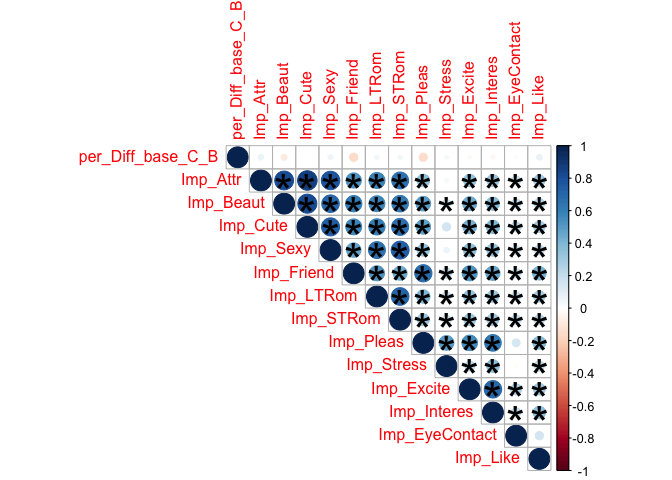 per_Diff_base_C_B
Imp_Attr
Imp_Beaut
Imp_Cute
Imp_Sexy
Imp_Friend
Imp_LTRom
Imp_STRom
Imp_Pleas
Imp_Stress
Imp_Excite
Imp_Interes
Imp_EyeContact
Imp_Like
per_Diff_base_C_B
Imp_Attr
Imp_Beaut
Imp_Cute
Imp_Sexy
Imp_Friend
Imp_LTRom
Imp_STRom
Imp_Pleas
Imp_Stress
Imp_Excite
Imp_Interes
Imp_EyeContact
Imp_Like
1
0.8
0.6
0.4
0.2
0
-0.2
-0.4
-0.6
-0.8
-1